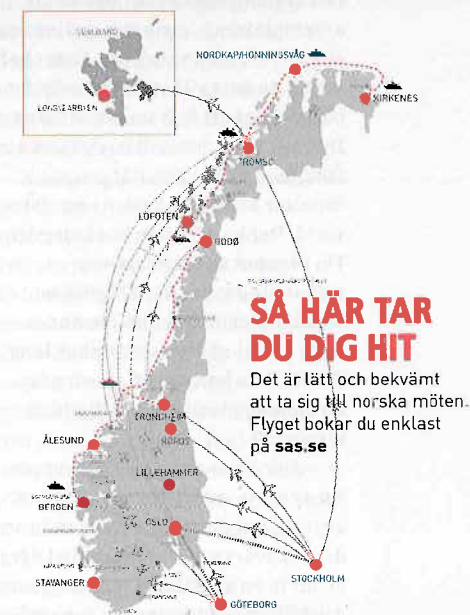 SVALBARD
LONGYEARBYEN
NORDKAP/HONNINGSVÅG
KIRKENES
TROMSØ
LOFOTEN
BODØ
SÅ HÄR TAR
DU DIG HIT
Det är lätt och bekvämt
att ta sig till norska möten.
Flyget bokar du enklast
på sas.se
TRONDHEIM
RØROS
ÅLESUND
LILLEHAMMER
BERGEN
OSLO
STOCKHOLM
STAVANGER
GÖTEBORG